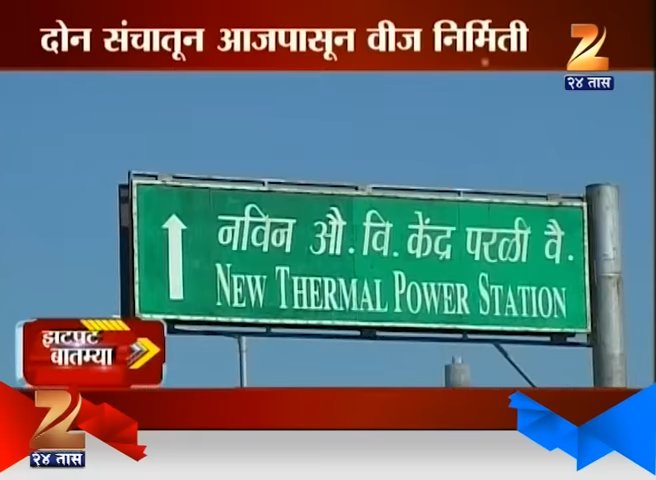 दोन संचातून आजपासून वीज निर्मिती
२४ तास
नविन औ. वि. केंद्र परळी वै.
NEW THERMAL POWER STATION
झटपट
बातम्या
२४ तास